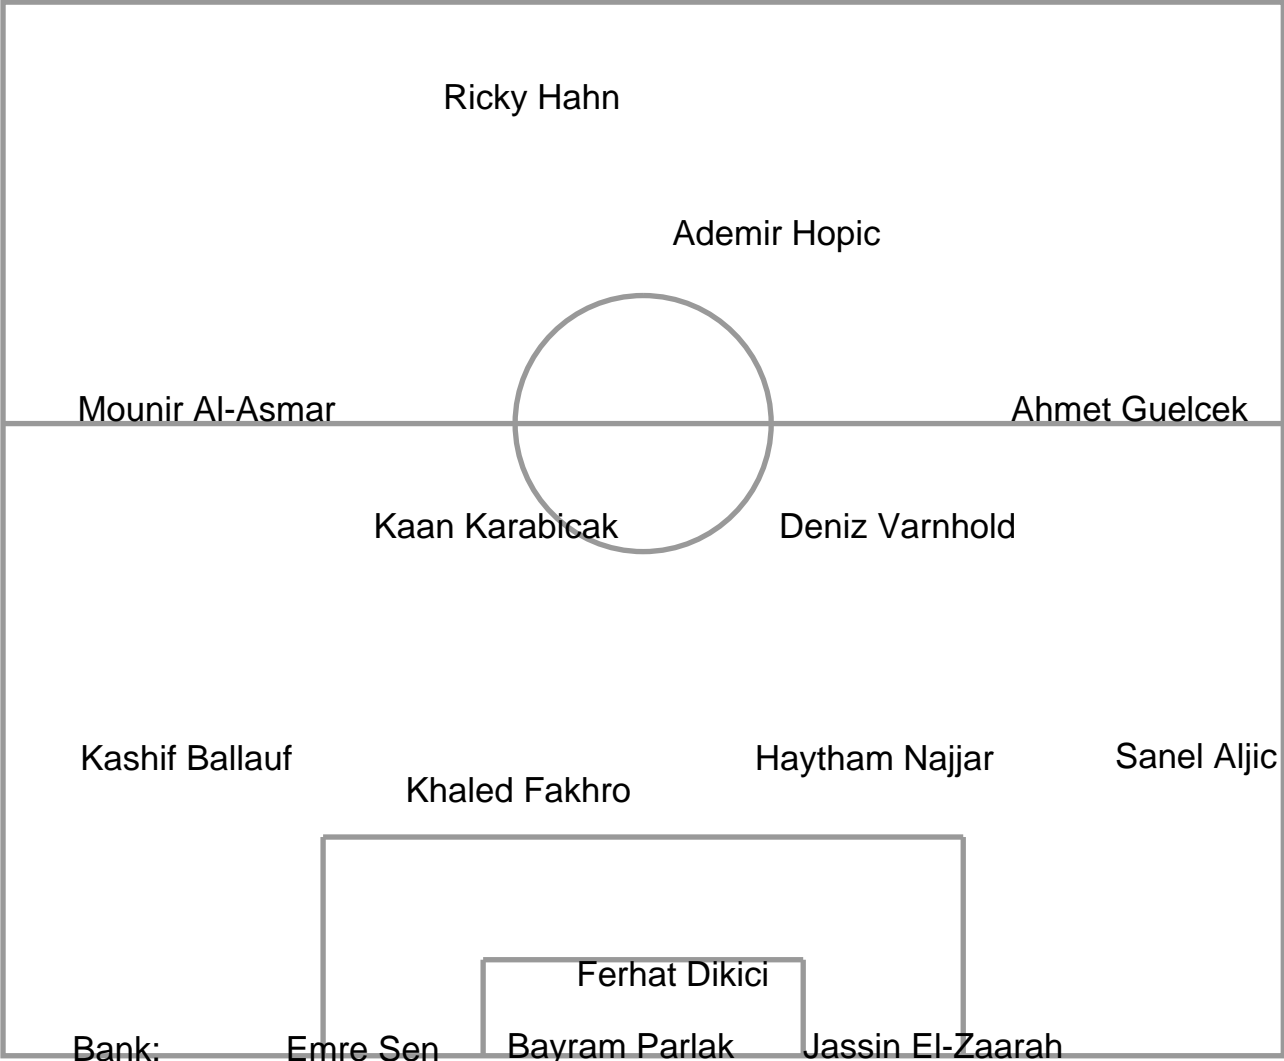 Ricky Hahn
Ademir Hopic
Mounir Al-Asmar
Ahmet Guelcek
Kaan Karabicak
Deniz Varnhold
Kashif Ballauf
Khaled Fakhro
Haytham Najjar
Sanel Aljic
Ferhat Dikici
Bank: Emre Sen Bayram Parlak Jassin El-Zaarah